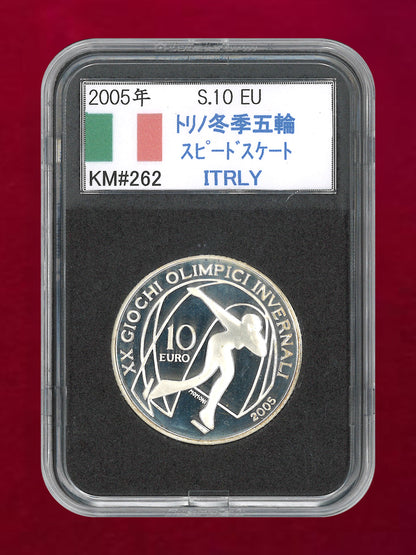 2005年 S.10 EU
ﾄﾘﾉ冬季五輪
ｽﾋﾟｰﾄﾞｽｹｰﾄ
KM#262 ITRLY
XX GIOCHI OLIMPICI INVERNALI
10
EURO
2005